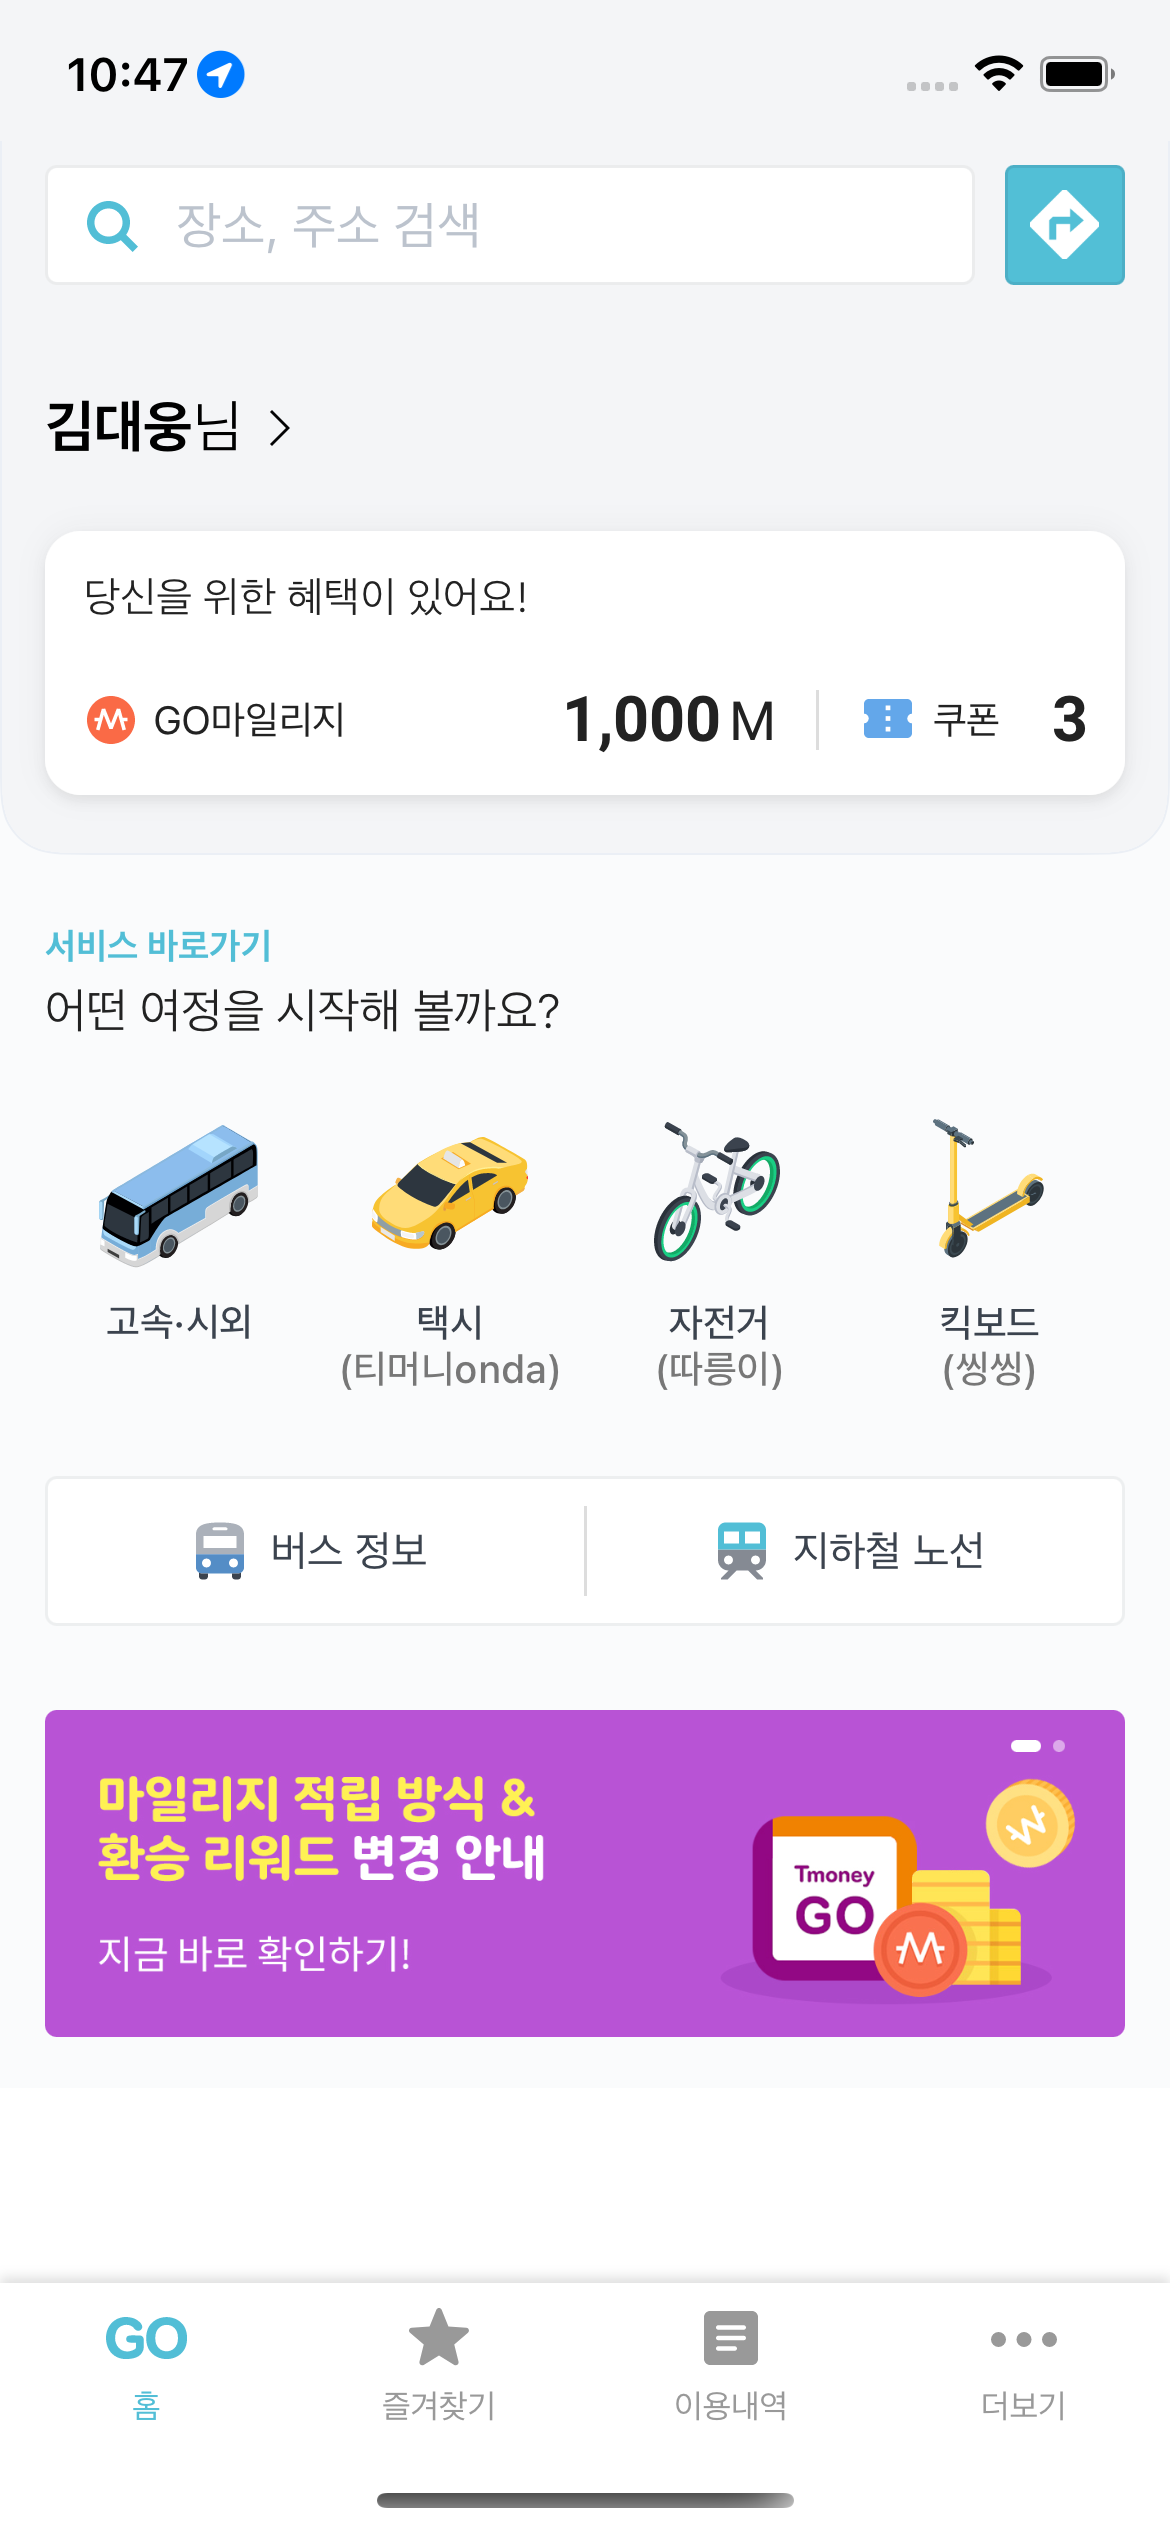 10:47
장소, 주소 검색
김대웅님
당신을 위한 혜택이 있어요!
GO마일리지 1,000 M 쿠폰 3
서비스 바로가기
어떤 여정을 시작해 볼까요?
고속·시외 택시 자전거 킥보드
(티머니onda) (따릉이) (씽씽)
버스 정보 지하철 노선
마일리지 적립 방식 &
환승 리워드 변경 안내
지금 바로 확인하기!
Tmoney
GO
GO
홈 즐겨찾기 이용내역 더보기